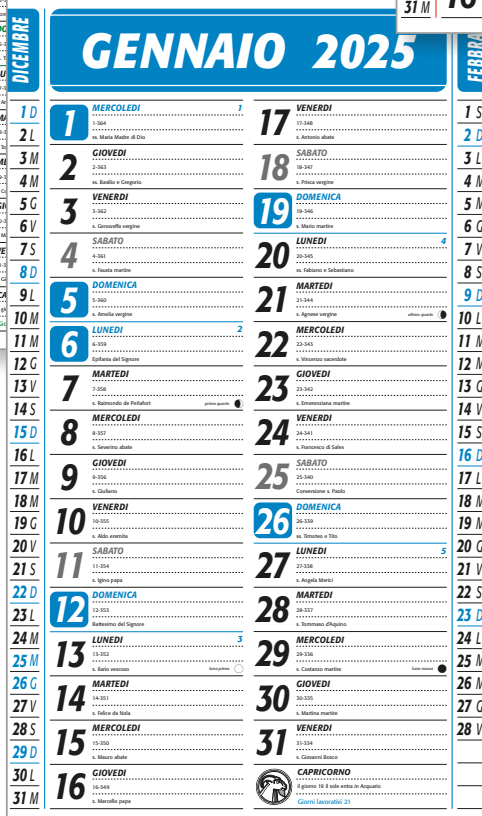 31 M
DICEMBRE
GENNAIO 2025
FEBBRA
1 D
2 L
3 M
4 M
5 G
6 V
7 S
8 D
9 L
10 M
11 M
12 G
13 V
14 S
15 D
16 L
17 M
18 M
19 G
20 V
21 S
22 D
23 L
24 M
25 M
26 G
27 V
28 S
29 D
30 L
31 M
1 MERCOLEDI 1
1-364
ss. Maria Madre di Dio
2 GIOVEDI
2-363
ss. Basilio e Gregorio
3 VENERDI
3-362
s. Genoveffa vergine
4 SABATO
4-361
s. Fausta martire
5 DOMENICA
5-360
s. Amelia vergine
6 LUNEDI 2
6-359
Epifania del Signore
7 MARTEDI
7-358
s. Raimondo de Peñafort primo quarto
8 MERCOLEDI
8-357
s. Severino abate
9 GIOVEDI
9-356
s. Giuliano
10 VENERDI
10-355
s. Aldo eremita
11 SABATO
11-354
s. Igino papa
12 DOMENICA
12-353
Battesimo del Signore
13 LUNEDI 3
13-352
s. Ilario vescovo luna piena
14 MARTEDI
14-351
s. Felice da Nola
15 MERCOLEDI
15-350
s. Mauro abate
16 GIOVEDI
16-349
s. Marcello papa
17 VENERDI
17-348
s. Antonio abate
18 SABATO
18-347
s. Prisca vergine
19 DOMENICA
19-346
s. Mario martire
20 LUNEDI 4
20-345
ss. Fabiano e Sebastiano
21 MARTEDI
21-344
s. Agnese vergine ultimo quarto
22 MERCOLEDI
22-343
s. Vincenzo sacerdote
23 GIOVEDI
23-342
s. Emerenziana martire
24 VENERDI
24-341
s. Francesco di Sales
25 SABATO
25-340
Conversione s. Paolo
26 DOMENICA
26-339
ss. Timoteo e Tito
27 LUNEDI 5
27-338
s. Angela Merici
28 MARTEDI
28-337
s. Tommaso d'Aquino
29 MERCOLEDI
29-336
s. Costanzo martire luna nuova
30 GIOVEDI
30-335
s. Martina martire
31 VENERDI
31-334
s. Giovanni Bosco
CAPRICORNO
il giorno 19 il sole entra in Acquario
Giorni lavorativi 21
1 S
2 D
3 L
4 M
5 M
6 G
7 V
8 S
9 D
10 L
11 M
12 M
13 G
14 V
15 S
16 D
17 L
18 M
19 M
20 G
21 V
22 S
23 D
24 L
25 M
26 M
27 G
28 V